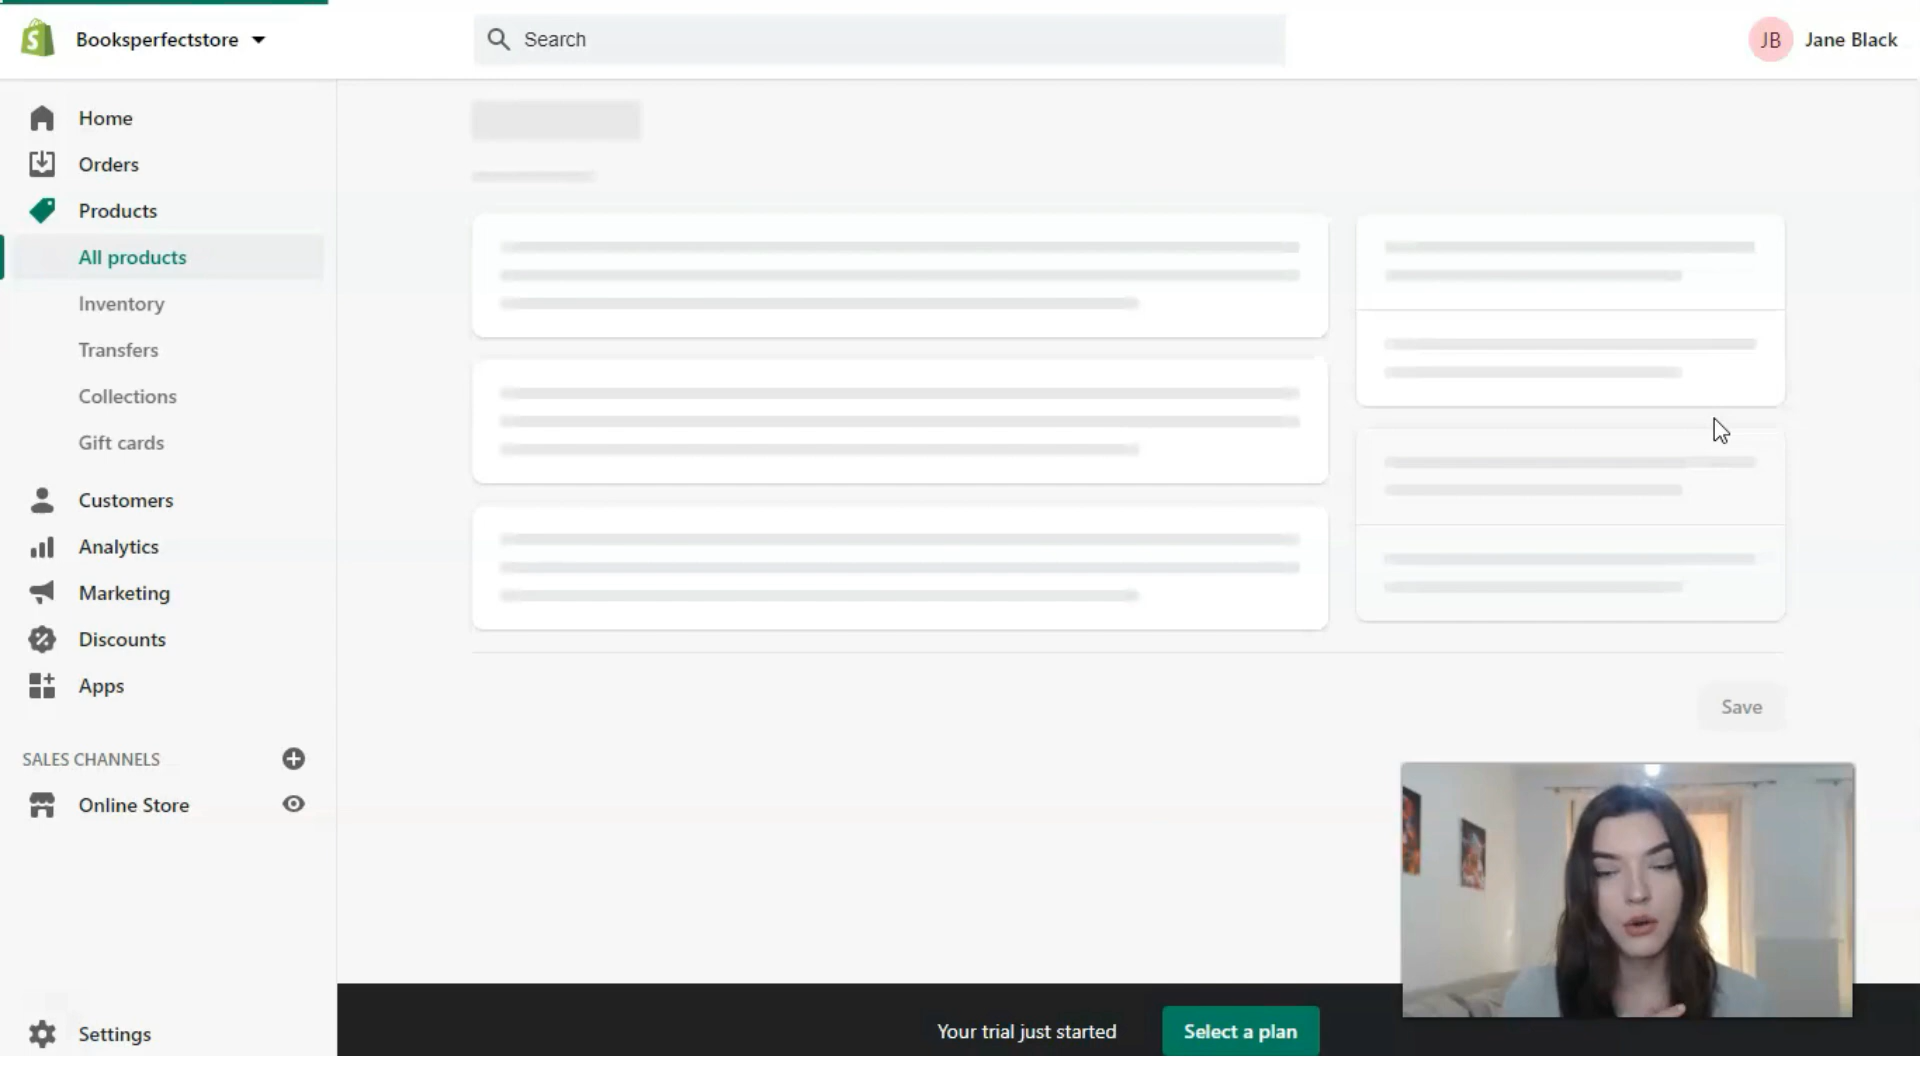 Booksperfectstore
Search
JB
Jane Black
Home
Orders
Products
All products
Inventory
Transfers
Collections
Gift cards
Customers
Analytics
Marketing
Discounts
Apps
SALES CHANNELS
Online Store
Save
Settings
Your trial just started
Select a plan